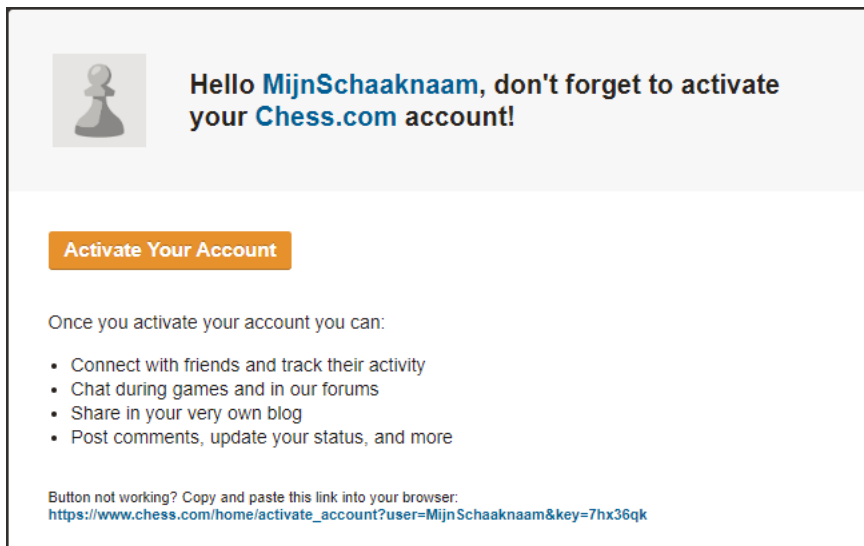 Hello MijnSchaaknaam, don't forget to activate
your Chess.com account!
Activate Your Account
Once you activate your account you can:
• Connect with friends and track their activity
• Chat during games and in our forums
• Share in your very own blog
• Post comments, update your status, and more
Button not working? Copy and paste this link into your browser:
https://www.chess.com/home/activate_account?user=MijnSchaaknaam&key=7hx36qk